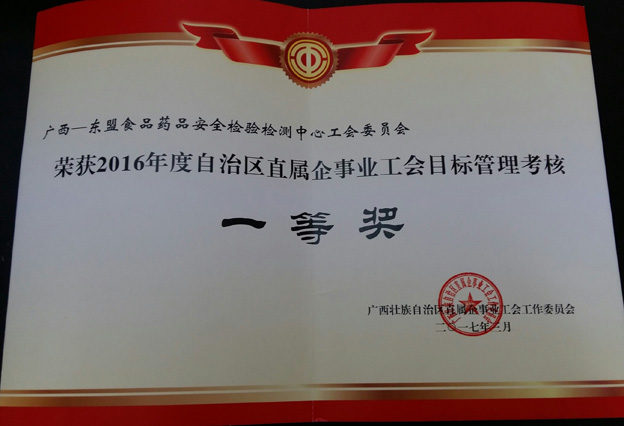 广西—东盟食品药品安全检验检测中心工会委员会
荣获2016年度自治区直属企事业工会目标管理考核
一等奖
广西壮族自治区直属企事业工会工作委员会
二〇一七年三月